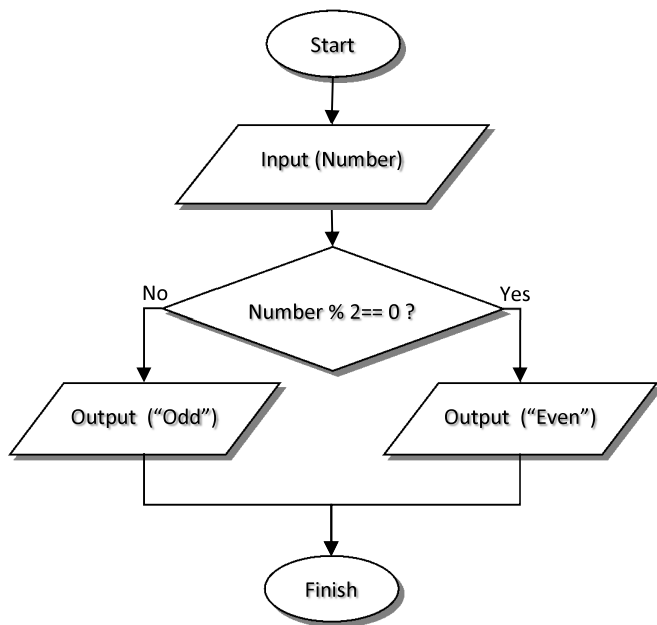 Start
Input (Number)
No
Yes
Number % 2== 0 ?
Output  (“Odd”)
Output  (“Even”)
Finish